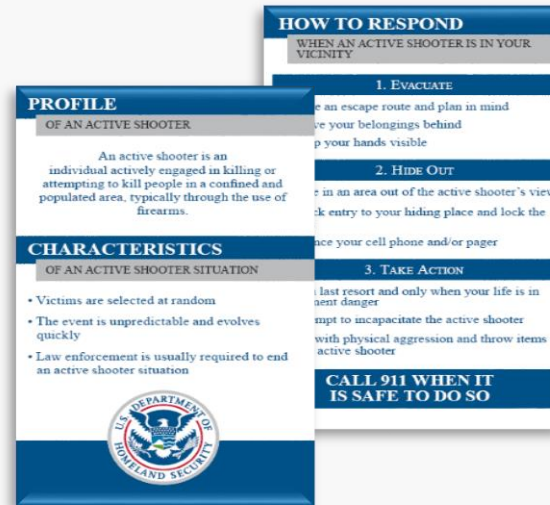 PROFILE
OF AN ACTIVE SHOOTER
An active shooter is an
individual actively engaged in killing or
attempting to kill people in a confined and
populated area, typically through the use of
firearms.
CHARACTERISTICS
OF AN ACTIVE SHOOTER SITUATION
• Victims are selected at random
• The event is unpredictable and evolves
quickly
• Law enforcement is usually required to end
an active shooter situation
U.S. DEPARTMENT OF
HOMELAND SECURITY
HOW TO RESPOND
WHEN AN ACTIVE SHOOTER IS IN YOUR
VICINITY
1. EVACUATE
an escape route and plan in mind
your belongings behind
your hands visible
2. HIDE OUT
in an area out of the active shooter's
entry to your hiding place and lock the
your cell phone and/or pager
3. TAKE ACTION
last resort and only when your life is in
danger
to incapacitate the active shooter
with physical aggression and throw items
active shooter
CALL 911 WHEN IT
IS SAFE TO DO SO